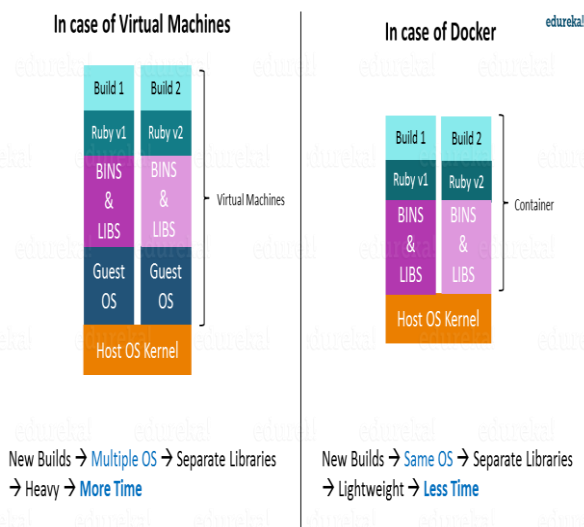 In case of Virtual Machines
Build 1
Build 2
Ruby v1
Ruby v2
BINS
&
LIBS
BINS
&
LIBS
Guest
OS
Guest
OS
Host OS Kernel
Virtual Machines
New Builds → Multiple OS → Separate Libraries
→ Heavy → More Time
In case of Docker
edureka!
Build 1
Build 2
Ruby v1
Ruby v2
BINS
&
LIBS
BINS
&
LIBS
Host OS Kernel
Container
New Builds → Same OS → Separate Libraries
→ Lightweight → Less Time